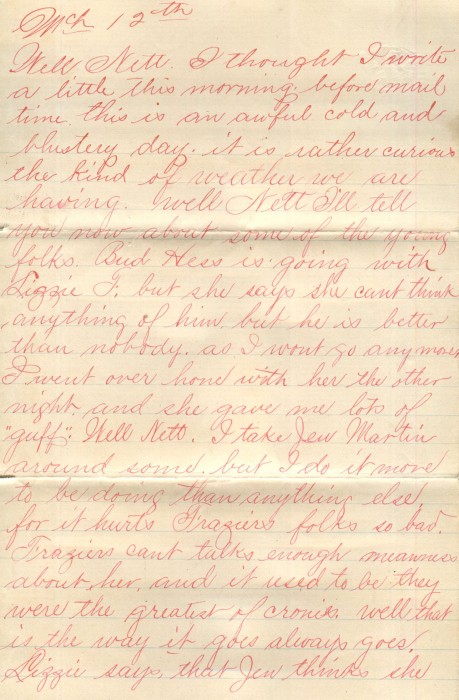 Mch 12th
Well Nett. I thought I write
a little this morning. before mail
time. this is an awful cold and
blustery day. it is rather curious
the kind of weather we are
having. Well Nett I'll tell
you now about some of the young
folks. Bud Hess is going with
Lizzie F. but she says she cant think
anything of him. but he is better
than nobody. as I wont go anymore
I went over home with her the other
night, and she gave me lots of
"guff". Well Nett. I take Jen Martin
around some. but I do it more
to be doing than anything else
for it hurts Fraziers folks so bad.
Fraziers cant talk enough meanness
about her, and it used to be they
were the greatest of cronis. well that
is the way it goes always goes.
Lizzie says, that Jen thinks she